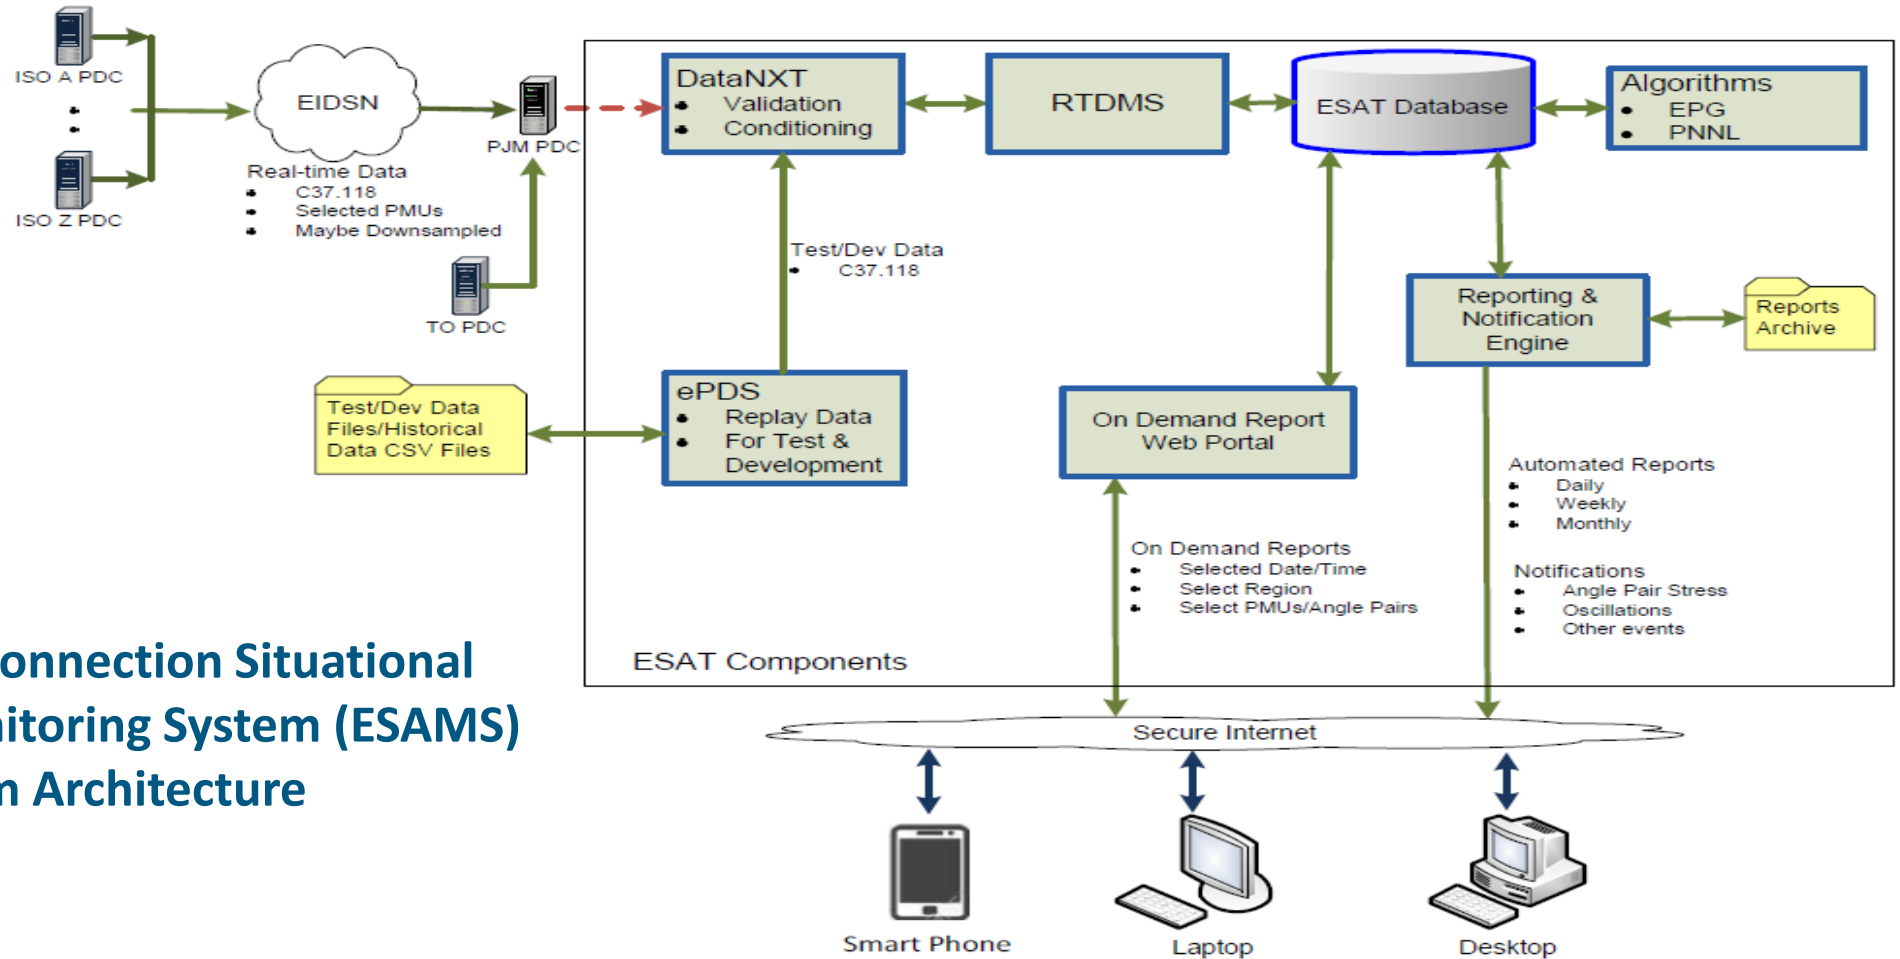 ISO A PDC
ISO Z PDC
EIDSN
Real-time Data
C37.118
Selected PMUs
Maybe Downsampled
PJM PDC
TO PDC
DataNXT
Validation
Conditioning
RTDMS
ESAT Database
Algorithms
EPG
PNNL
Test/Dev Data
C37.118
Reporting &
Notification
Engine
Reports
Archive
Test/Dev Data
Files/Historical
Data CSV Files
ePDS
Replay Data
For Test &
Development
On Demand Report
Web Portal
Automated Reports
Daily
Weekly
Monthly
On Demand Reports
Selected Date/Time
Select Region
Select PMUs/Angle Pairs
Notifications
Angle Pair Stress
Oscillations
Other events
ESAT Components
onnection Situational
nitoring System (ESAMS)
m Architecture
Secure Internet
Smart Phone
Laptop
Desktop